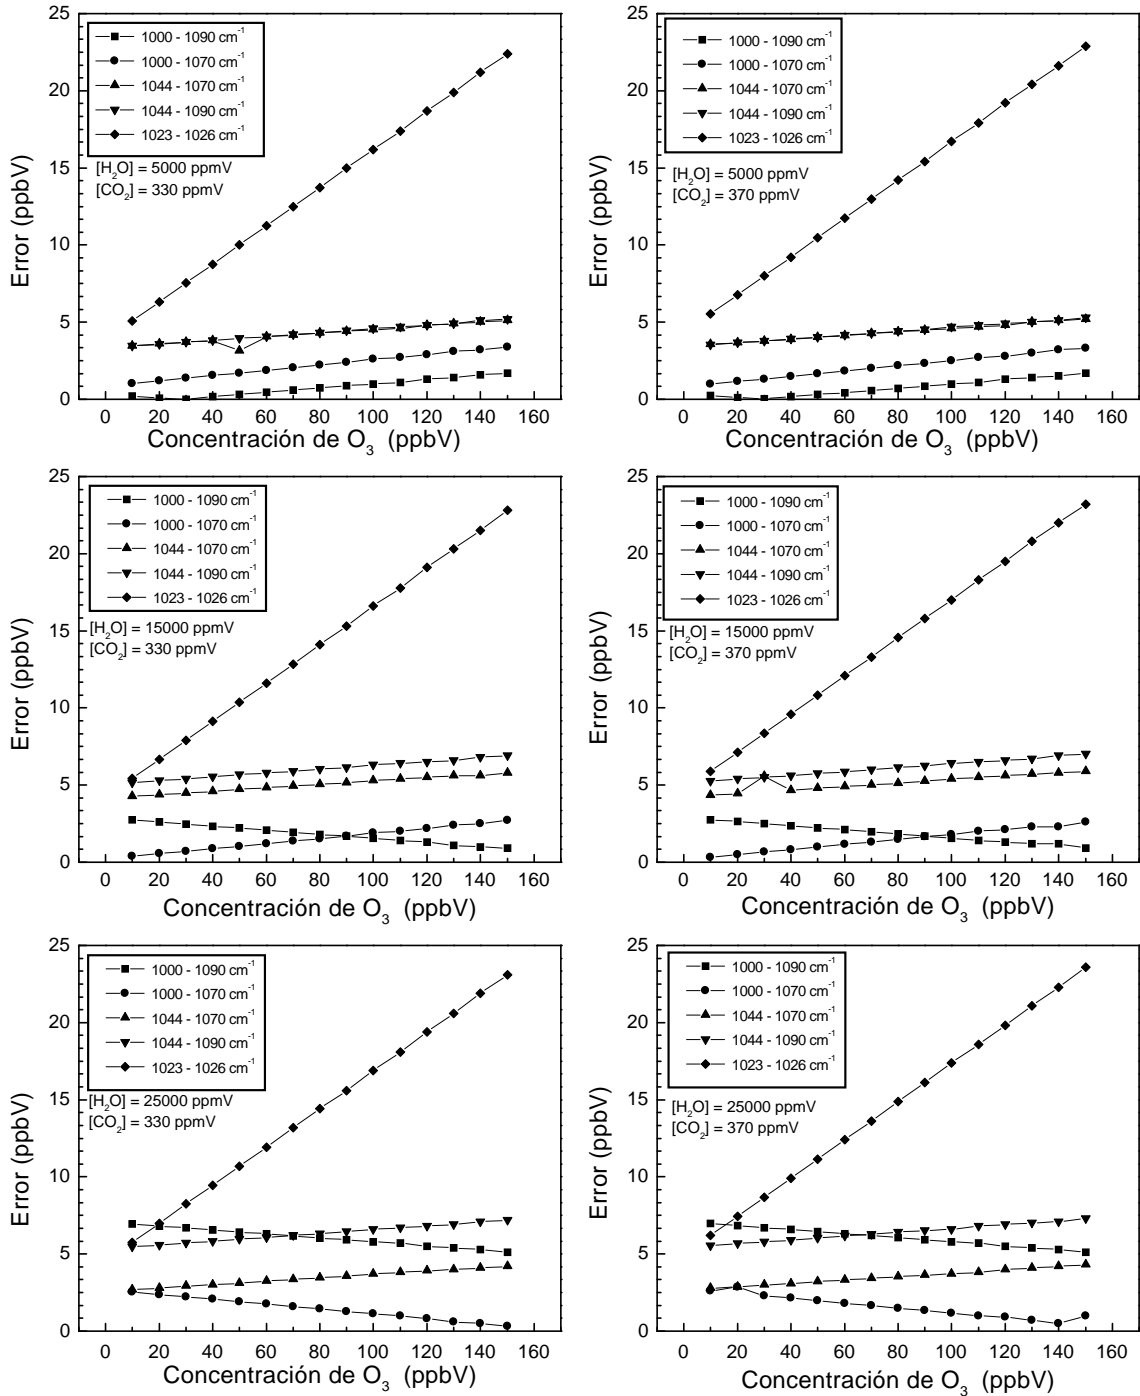 25
20
15
10
5
0
Error (ppbV)
1000 - 1090 cm⁻¹
1000 - 1070 cm⁻¹
1044 - 1070 cm⁻¹
1044 - 1090 cm⁻¹
1023 - 1026 cm⁻¹
[H₂O] = 5000 ppmV
[CO₂] = 330 ppmV
0 20 40 60 80 100 120 140 160
Concentración de O₃ (ppbV)
25
20
15
10
5
0
Error (ppbV)
1000 - 1090 cm⁻¹
1000 - 1070 cm⁻¹
1044 - 1070 cm⁻¹
1044 - 1090 cm⁻¹
1023 - 1026 cm⁻¹
[H₂O] = 5000 ppmV
[CO₂] = 370 ppmV
0 20 40 60 80 100 120 140 160
Concentración de O₃ (ppbV)
25
20
15
10
5
0
Error (ppbV)
1000 - 1090 cm⁻¹
1000 - 1070 cm⁻¹
1044 - 1070 cm⁻¹
1044 - 1090 cm⁻¹
1023 - 1026 cm⁻¹
[H₂O] = 15000 ppmV
[CO₂] = 330 ppmV
0 20 40 60 80 100 120 140 160
Concentración de O₃ (ppbV)
25
20
15
10
5
0
Error (ppbV)
1000 - 1090 cm⁻¹
1000 - 1070 cm⁻¹
1044 - 1070 cm⁻¹
1044 - 1090 cm⁻¹
1023 - 1026 cm⁻¹
[H₂O] = 15000 ppmV
[CO₂] = 370 ppmV
0 20 40 60 80 100 120 140 160
Concentración de O₃ (ppbV)
25
20
15
10
5
0
Error (ppbV)
1000 - 1090 cm⁻¹
1000 - 1070 cm⁻¹
1044 - 1070 cm⁻¹
1044 - 1090 cm⁻¹
1023 - 1026 cm⁻¹
[H₂O] = 25000 ppmV
[CO₂] = 330 ppmV
0 20 40 60 80 100 120 140 160
Concentración de O₃ (ppbV)
25
20
15
10
5
0
Error (ppbV)
1000 - 1090 cm⁻¹
1000 - 1070 cm⁻¹
1044 - 1070 cm⁻¹
1044 - 1090 cm⁻¹
1023 - 1026 cm⁻¹
[H₂O] = 25000 ppmV
[CO₂] = 370 ppmV
0 20 40 60 80 100 120 140 160
Concentración de O₃ (ppbV)